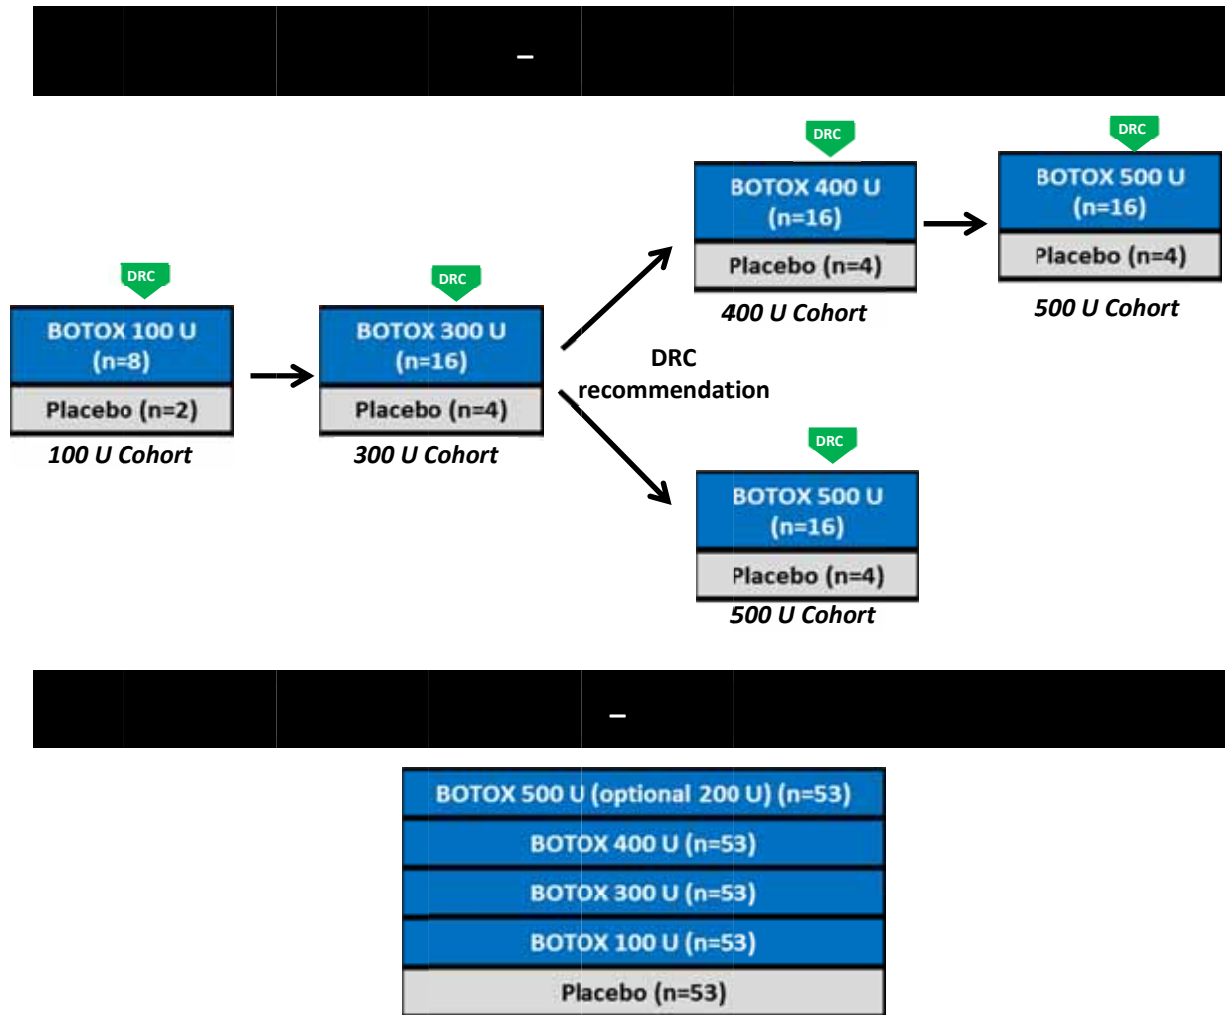 –
DRC
BOTOX 400 U
(n=16)
Placebo (n=4)
400 U Cohort
DRC
BOTOX 500 U
(n=16)
Placebo (n=4)
500 U Cohort
DRC
BOTOX 100 U
(n=8)
Placebo (n=2)
100 U Cohort
DRC
BOTOX 300 U
(n=16)
Placebo (n=4)
300 U Cohort
DRC
recommendation
DRC
BOTOX 500 U
(n=16)
Placebo (n=4)
500 U Cohort
–
BOTOX 500 U (optional 200 U) (n=53)
BOTOX 400 U (n=53)
BOTOX 300 U (n=53)
BOTOX 100 U (n=53)
Placebo (n=53)